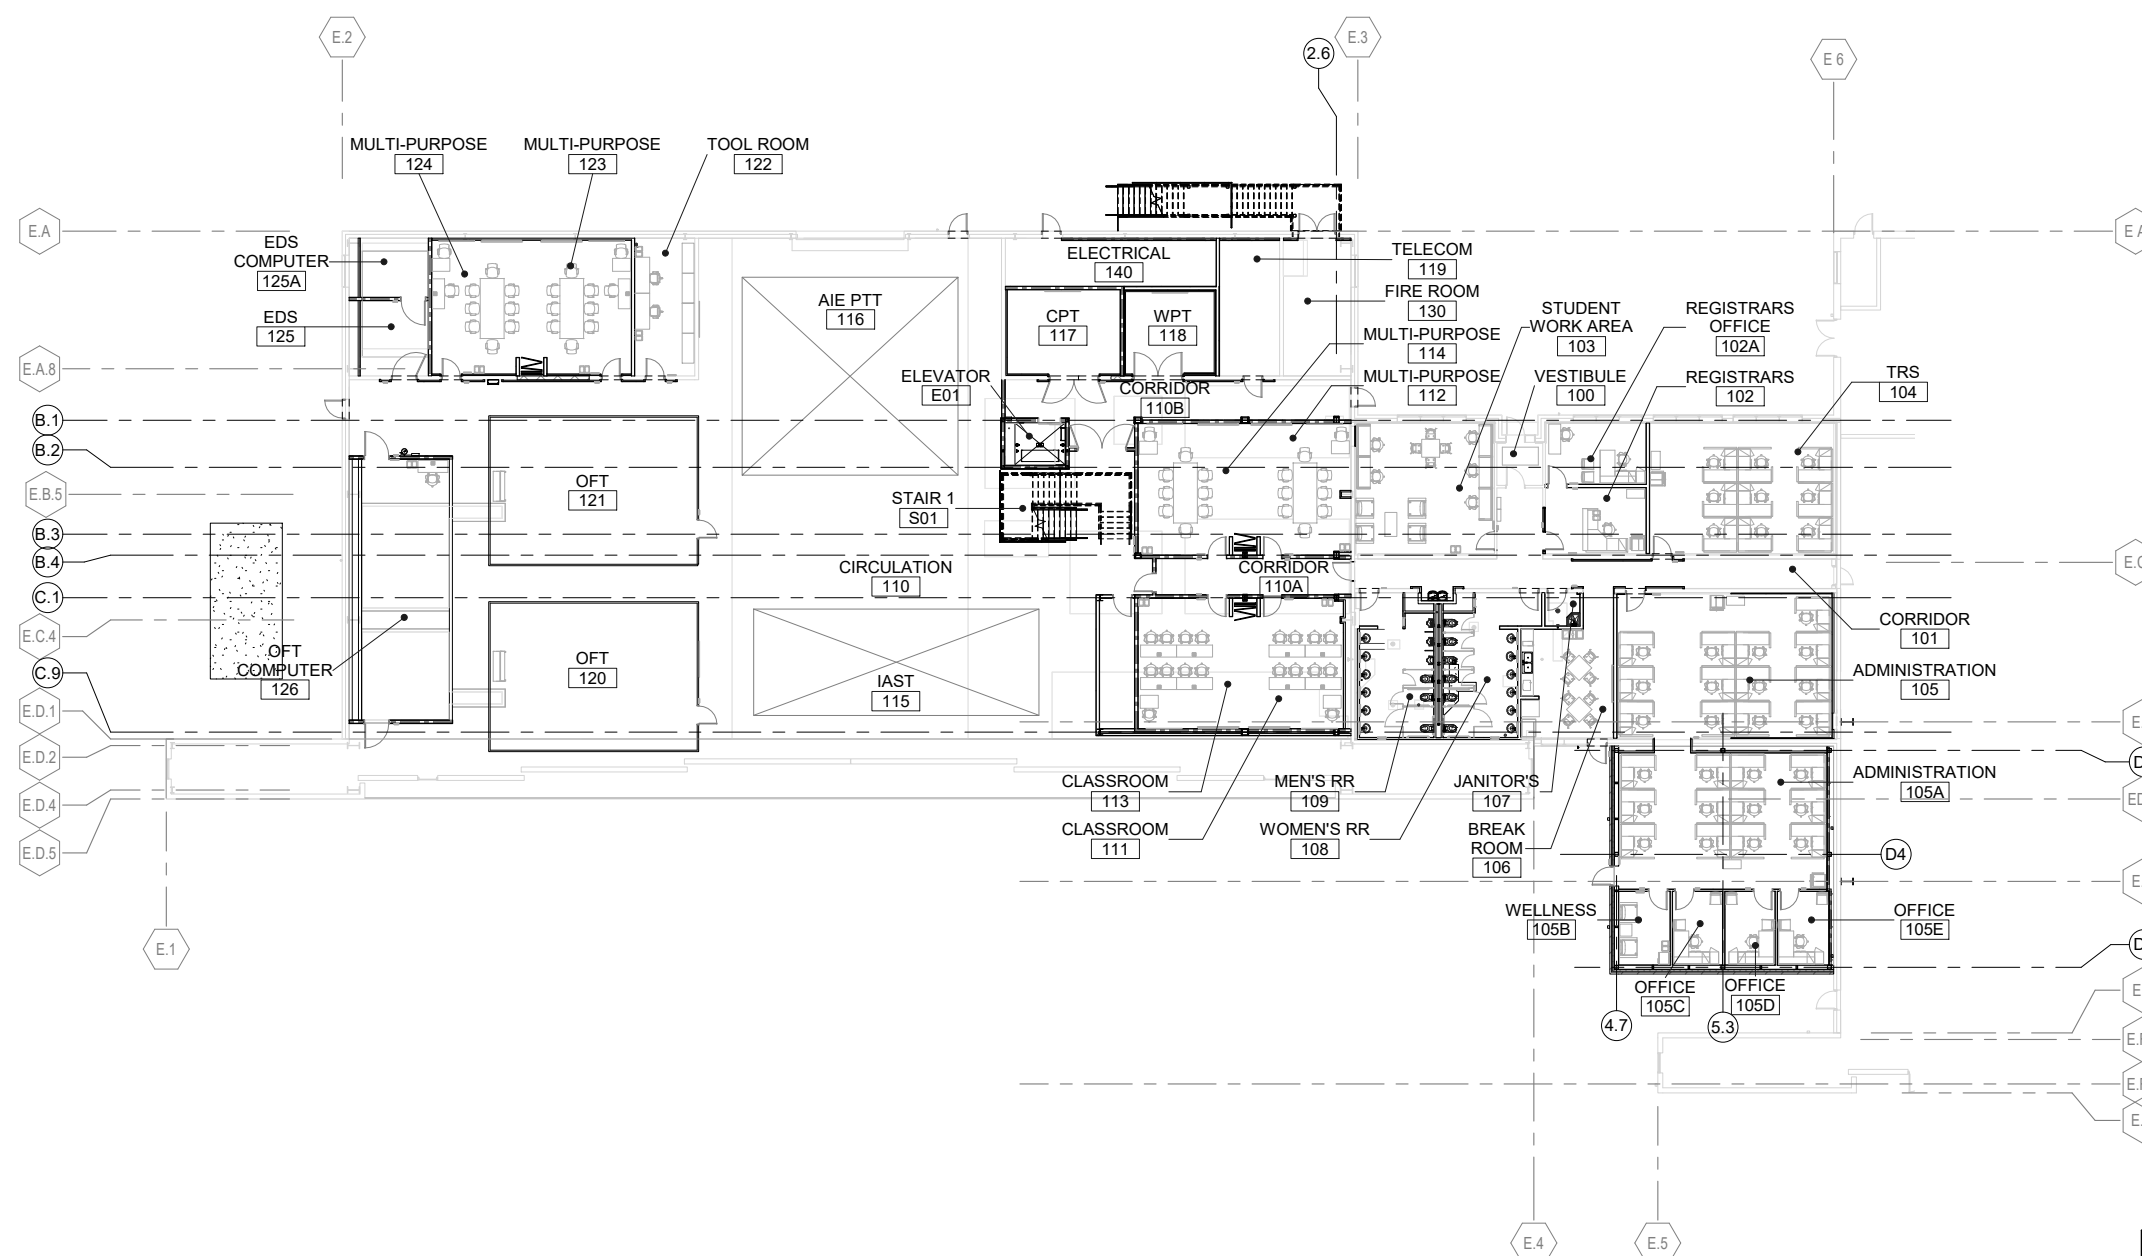 E.2
E.3
2.6
E 6
MULTI-PURPOSE
124
MULTI-PURPOSE
123
TOOL ROOM
122
E.A
E.A.8
B.1
B.2
E.B.5
B.3
B.4
C.1
E.C.4
C.9
E.D.1
E.D.2
E.D.4
E.D.5
E.1
EDS
COMPUTER
125A
EDS
125
AIE PTT
116
ELECTRICAL
140
CPT
117
WPT
118
TELECOM
119
FIRE ROOM
130
MULTI-PURPOSE
114
MULTI-PURPOSE
112
STUDENT
WORK AREA
103
REGISTRARS
OFFICE
102A
VESTIBULE
100
REGISTRARS
102
TRS
104
ELEVATOR
E01
CORRIDOR
110B
OFT
121
STAIR 1
S01
CIRCULATION
110
CORRIDOR
110A
OFT
COMPUTER
126
OFT
120
IAST
115
CORRIDOR
101
ADMINISTRATION
105
CLASSROOM
113
MEN'S RR
109
JANITOR'S
107
ADMINISTRATION
105A
CLASSROOM
111
WOMEN'S RR
108
BREAK
ROOM
106
D4
WELLNESS
105B
OFFICE
105E
OFFICE
105C
OFFICE
105D
4.7
5.3
E.4
E.5